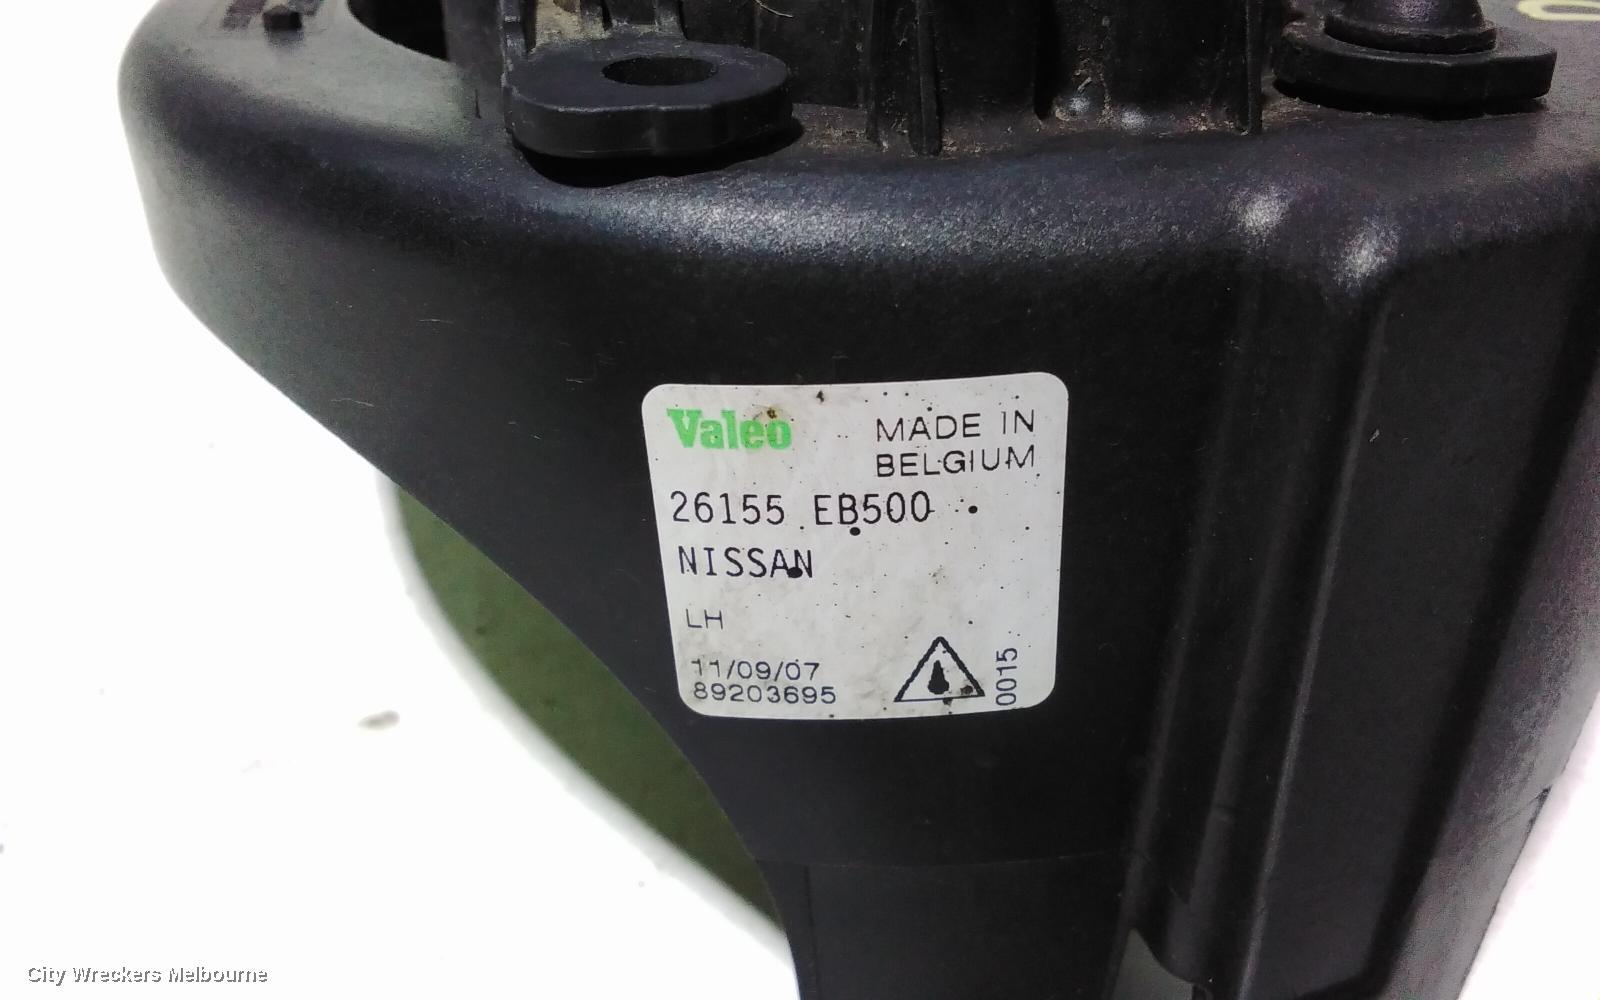 Valeo
MADE IN
BELGIUM
26155 EB500
NISSAN
LH
11/09/07
89203695
0015
City Wreckers Melbourne